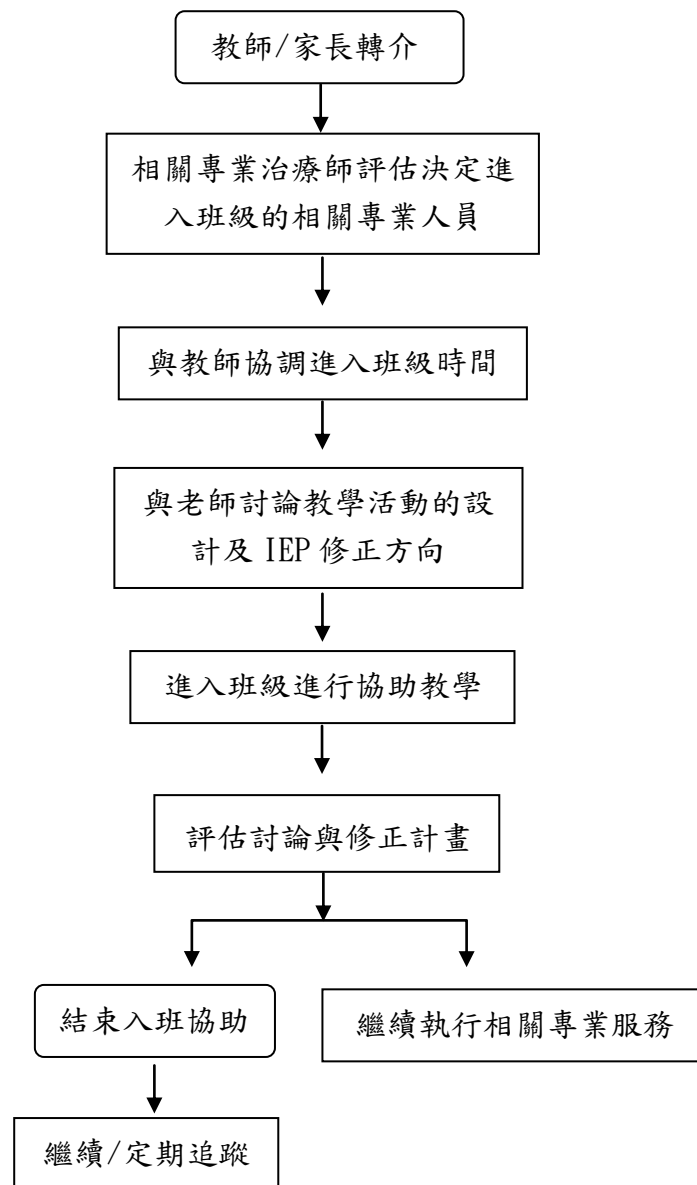 教師/家長轉介
相關專業治療師評估決定進
入班級的相關專業人員
與教師協調進入班級時間
與老師討論教學活動的設
計及 IEP 修正方向
進入班級進行協助教學
評估討論與修正計畫
結束入班協助
繼續執行相關專業服務
繼續/定期追蹤